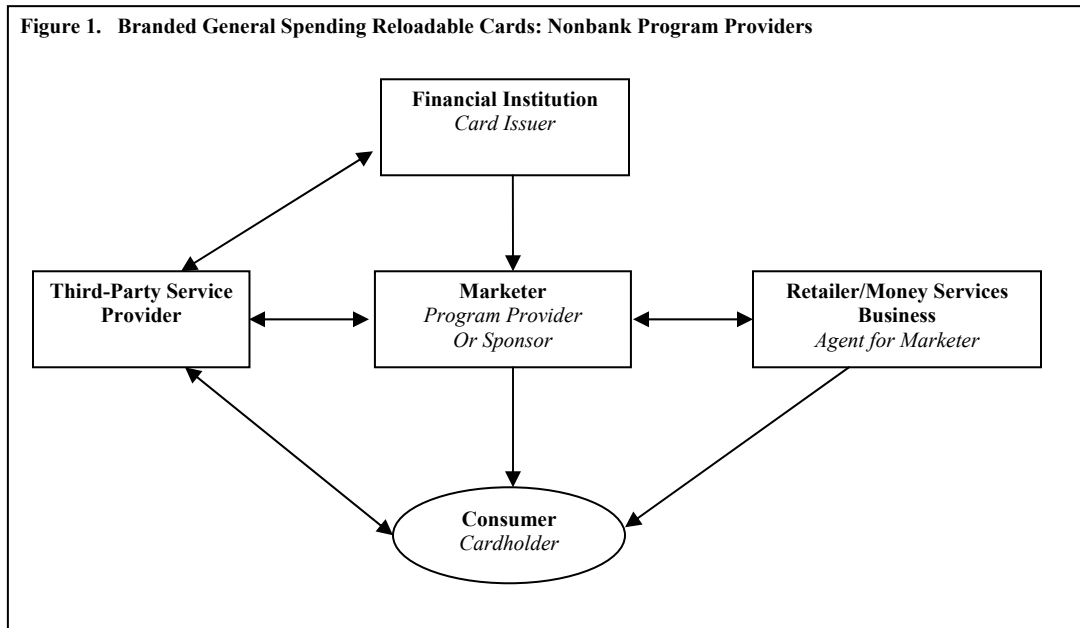 Figure 1. Branded General Spending Reloadable Cards: Nonbank Program Providers
Financial Institution
Card Issuer
Third-Party Service
Provider
Marketer
Program Provider
Or Sponsor
Retailer/Money Services
Business
Agent for Marketer
Consumer
Cardholder